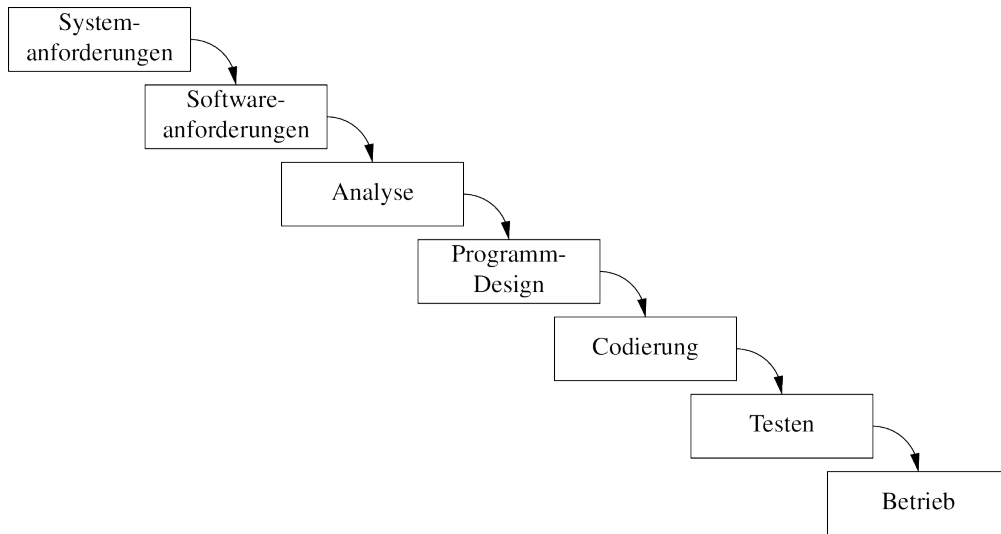 System-
anforderungen
Software-
anforderungen
Analyse
Programm-
Design
Codierung
Testen
Betrieb